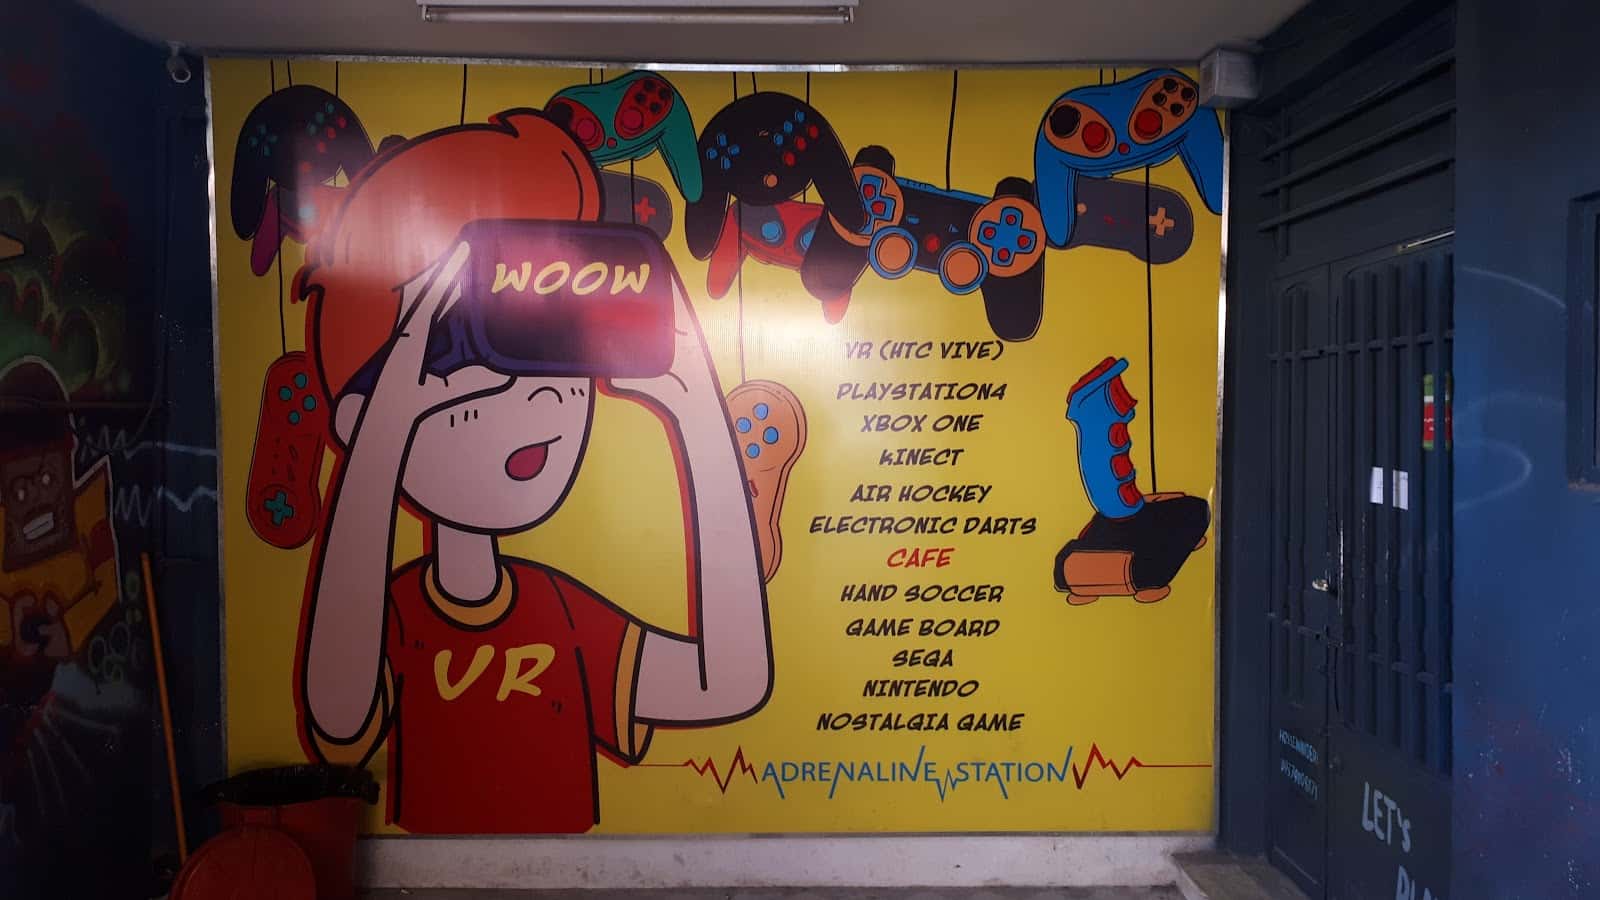 WOOW
"VR"
VR (HTC VIVE)
PLAYSTATION4
XBOX ONE
KINECT
AIR HOCKEY
ELECTRONIC DARTS
CAFE
HAND SOCCER
GAME BOARD
SEGA
NINTENDO
NOSTALGIA GAME
ADRENALINE STATION
LET'S